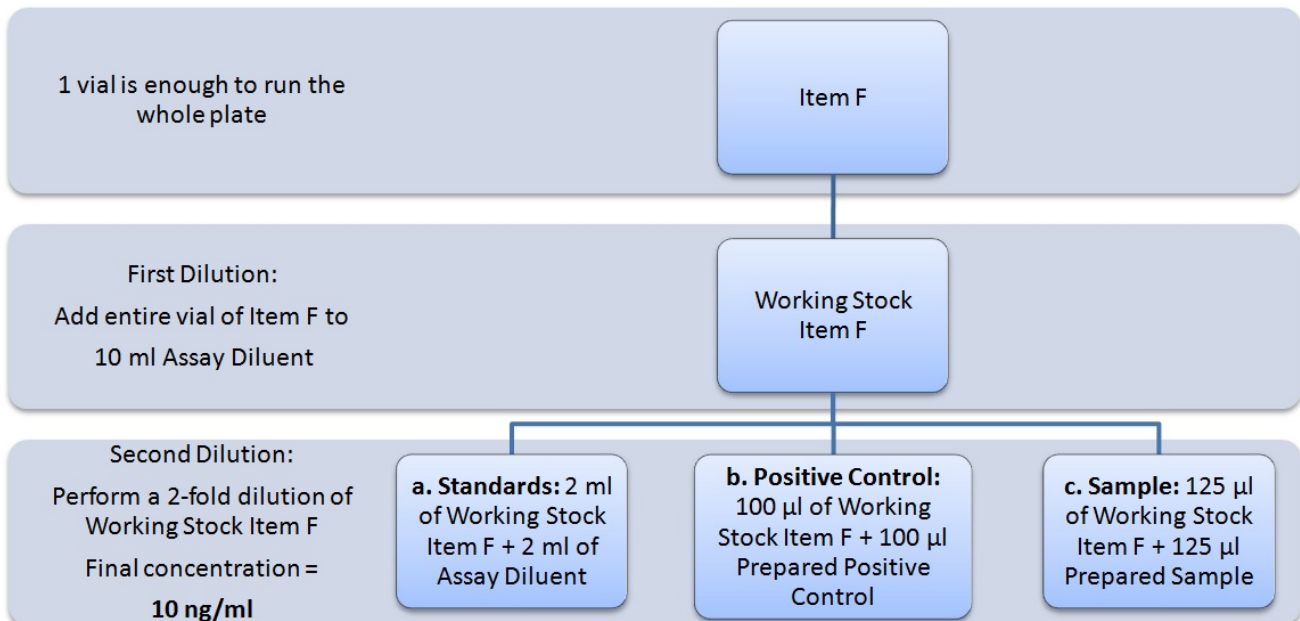 1 vial is enough to run the
whole plate
Item F
First Dilution:
Add entire vial of Item F to
10 ml Assay Diluent
Working Stock
Item F
Second Dilution:
Perform a 2-fold dilution of
Working Stock Item F
Final concentration =
10 ng/ml
a. Standards: 2 ml
of Working Stock
Item F + 2 ml of
Assay Diluent
b. Positive Control:
100 µl of Working
Stock Item F + 100 µl
Prepared Positive
Control
c. Sample: 125 µl
of Working Stock
Item F + 125 µl
Prepared Sample